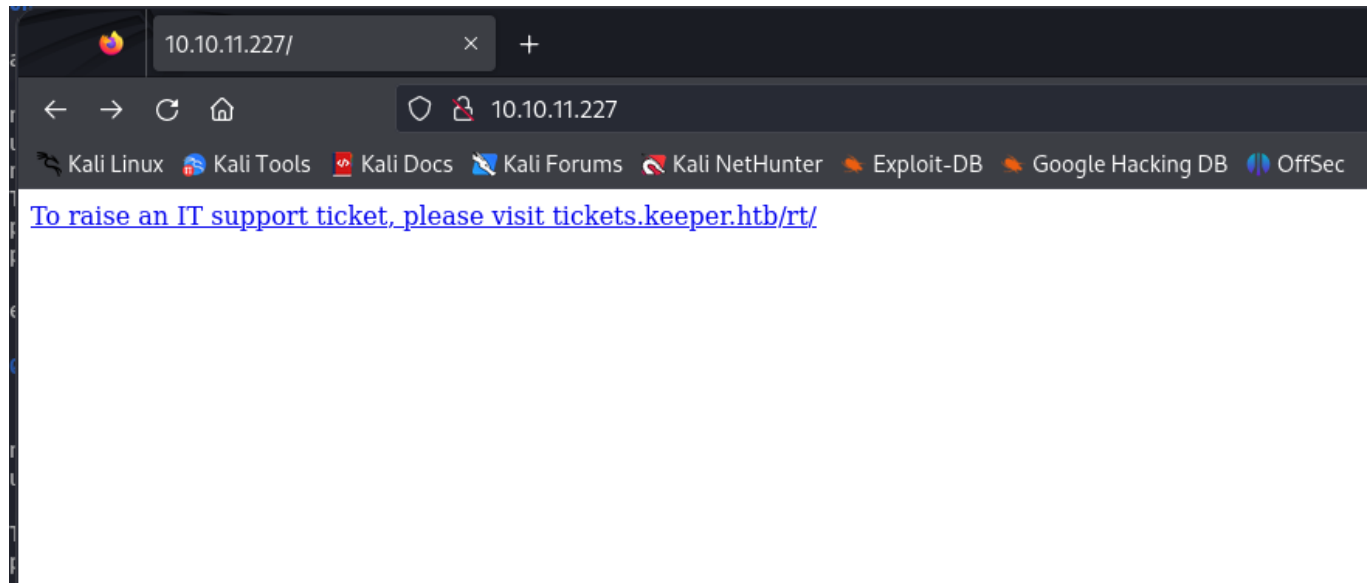 10.10.11.227/
10.10.11.227
Kali Linux Kali Tools Kali Docs Kali Forums Kali NetHunter Exploit-DB Google Hacking DB OffSec
To raise an IT support ticket, please visit tickets.keeper.htb/rt/